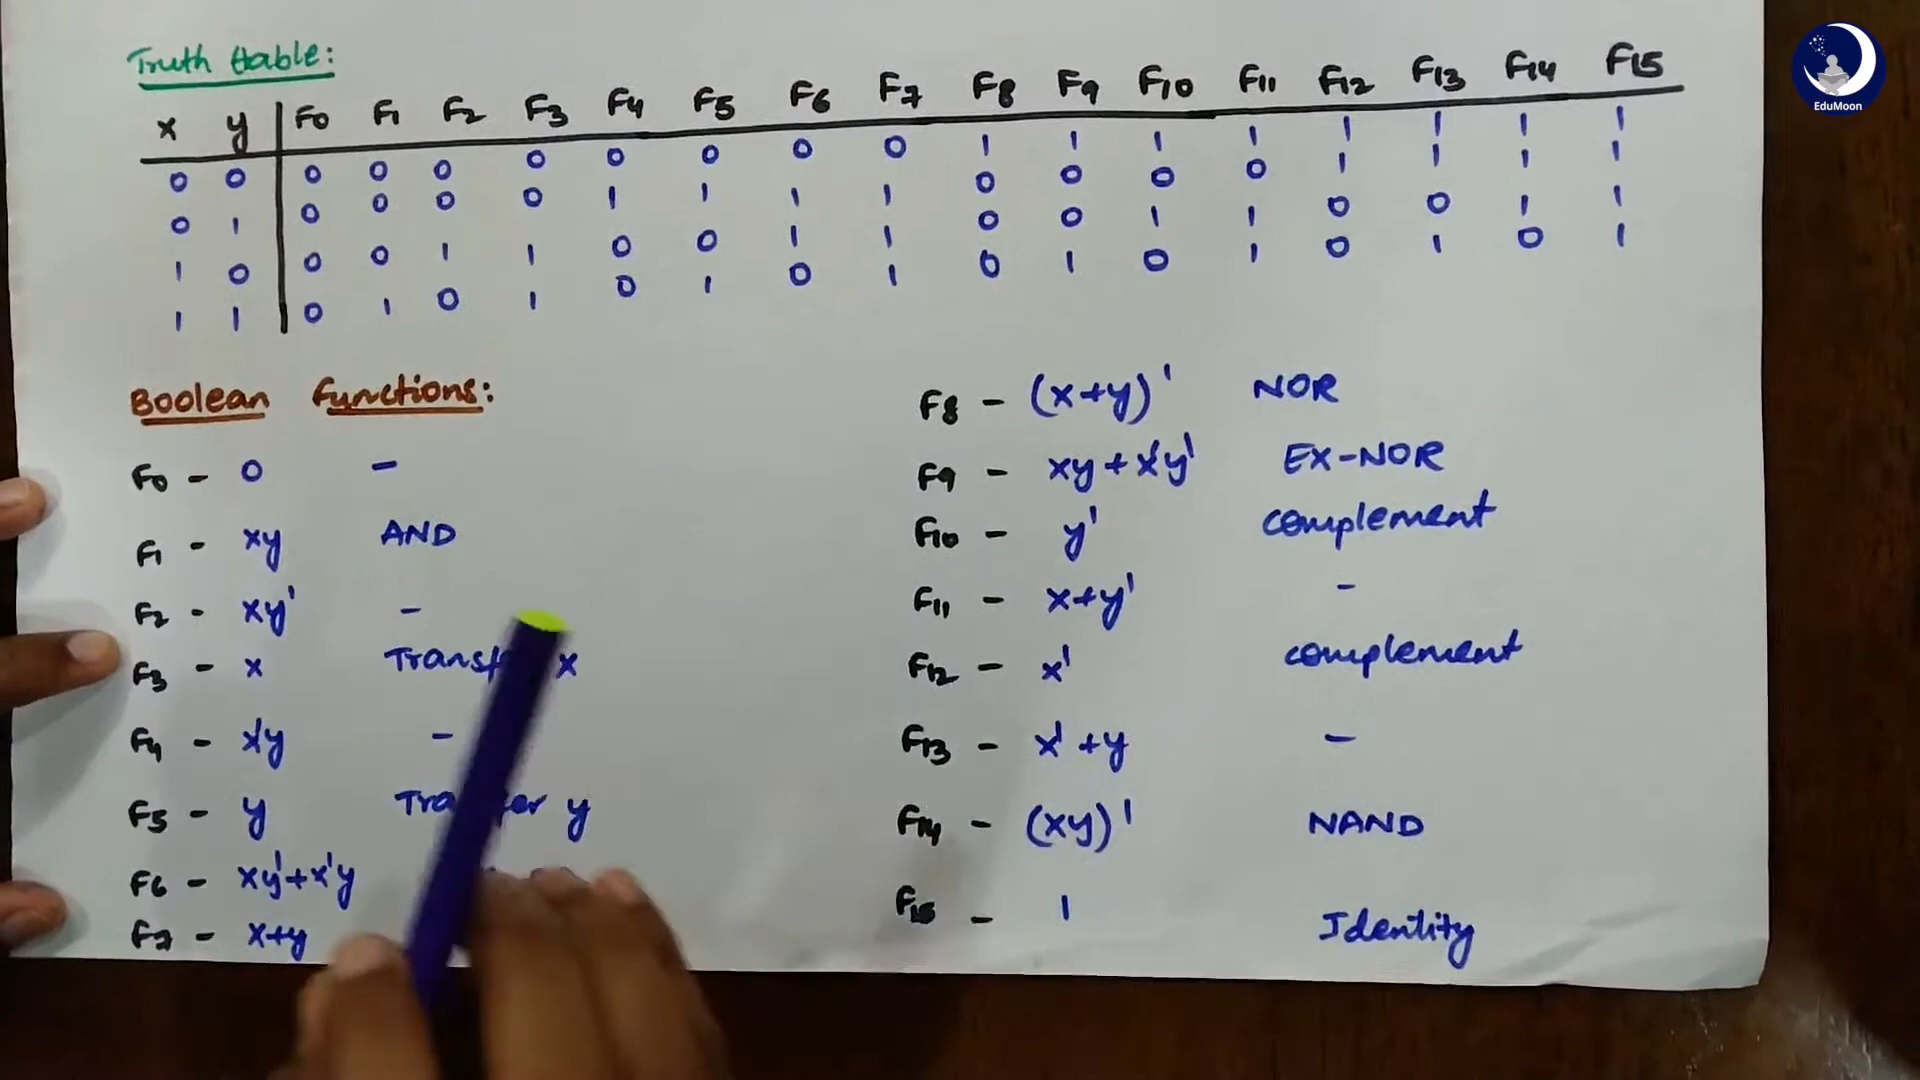 Truth table:
x y F0 F1 F2 F3 F4 F5 F6 F7 F8 F9 F10 F11 F12 F13 F14 F15
0 0 0 0 0 0 0 0 0 0 1 1 1 1 1 1 1 1
0 1 0 0 0 0 1 1 1 1 0 0 0 0 1 1 1 1
1 0 0 0 1 1 0 0 1 1 0 0 1 1 0 0 1 1
1 1 0 1 0 1 0 1 0 1 0 1 0 1 0 1 0 1
Boolean Functions:
F0 - 0 -
F1 - xy AND
F2 - xy' -
F3 - x x
F4 - x'y -
F5 - y Transfer y
F6 - xy'+x'y
F7 - x+y
F8 - (x+y)' NOR
F9 - xy+x'y' EX-NOR
F10 - y' complement
F11 - x+y' -
F12 - x' complement
F13 - x'+y -
F14 - (xy)' NAND
F15 - 1 Identity
EduMoon